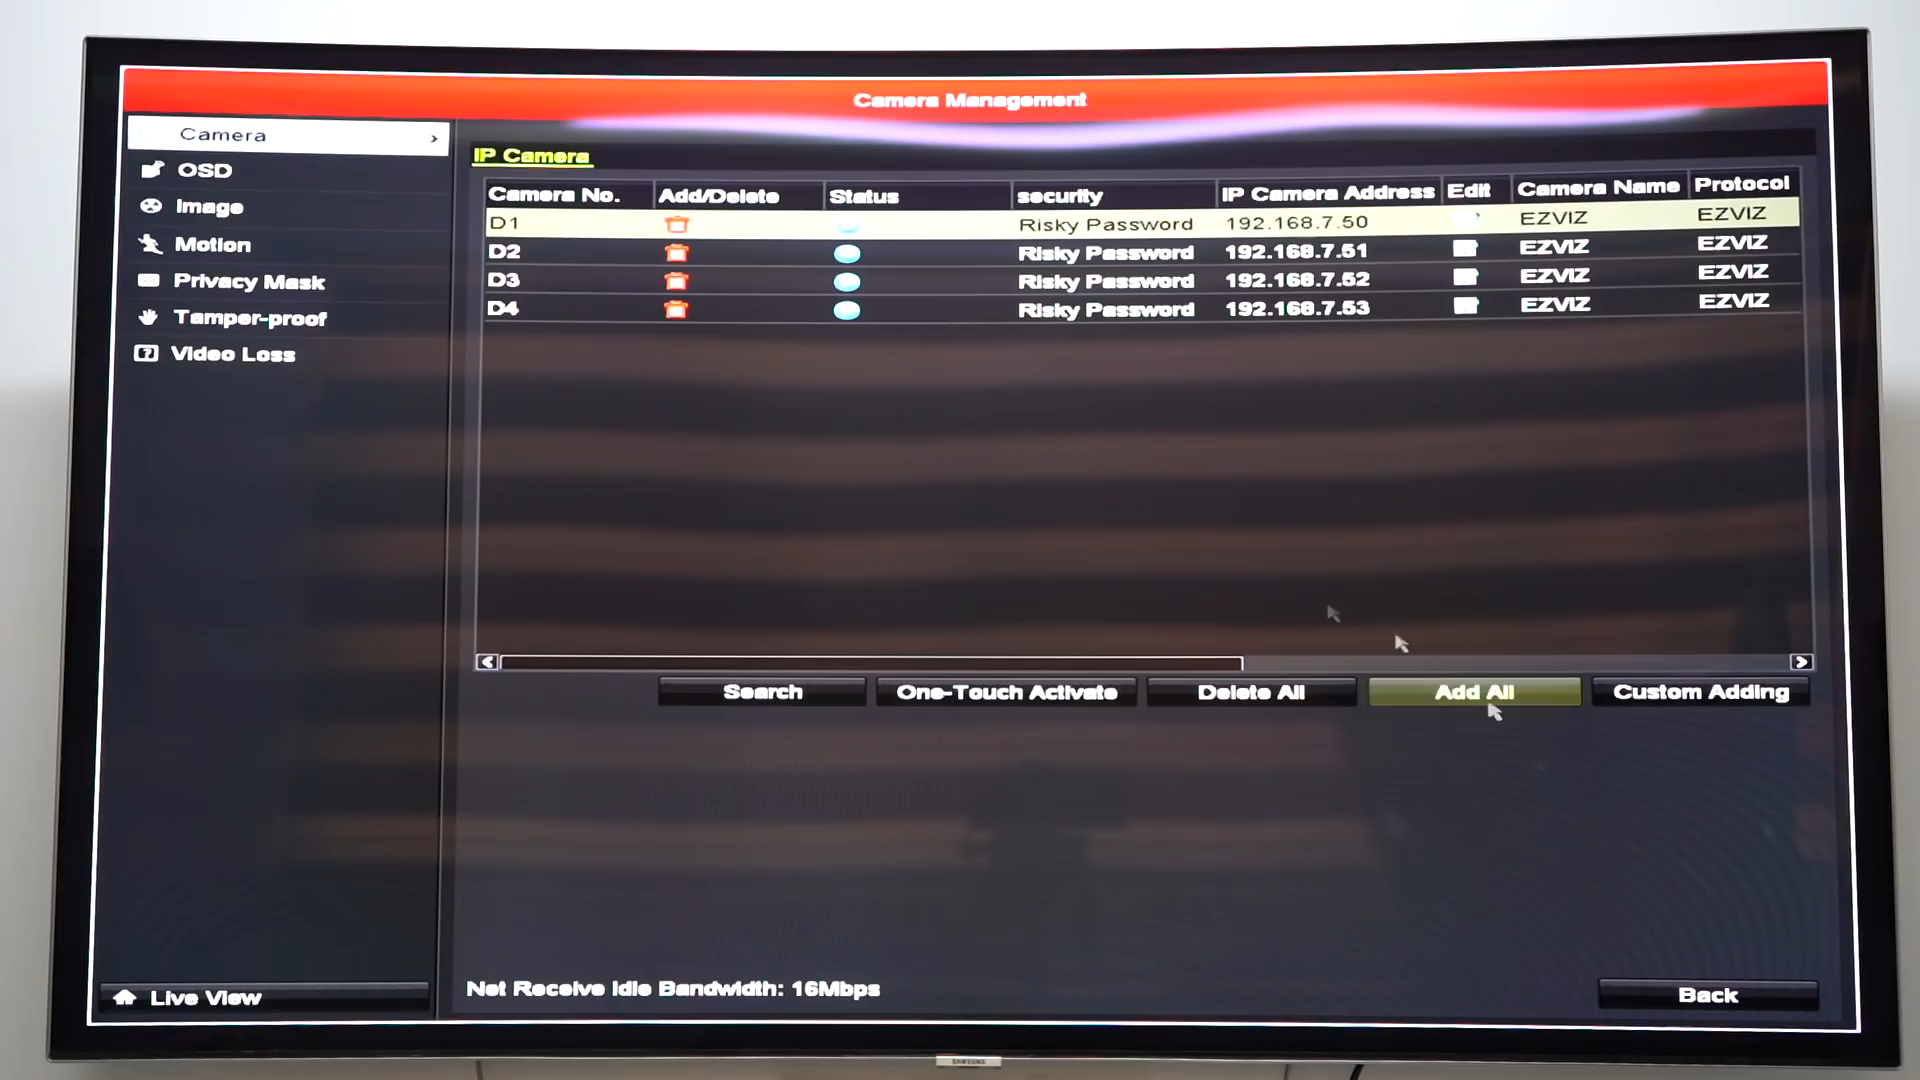 Camera Management
Camera
OSD
Image
Motion
Privacy Mask
Tamper-proof
Video Loss
IP Camera
Camera No. Add/Delete Status security IP Camera Address Edit Camera Name Protocol
D1 Risky Password 192.168.7.50 EZVIZ EZVIZ
D2 Risky Password 192.168.7.51 EZVIZ EZVIZ
D3 Risky Password 192.168.7.52 EZVIZ EZVIZ
D4 Risky Password 192.168.7.53 EZVIZ EZVIZ
Search One-Touch Activate Delete All Add All Custom Adding
Live View
Net Receive Idle Bandwidth: 16Mbps
Back
SAMSUNG